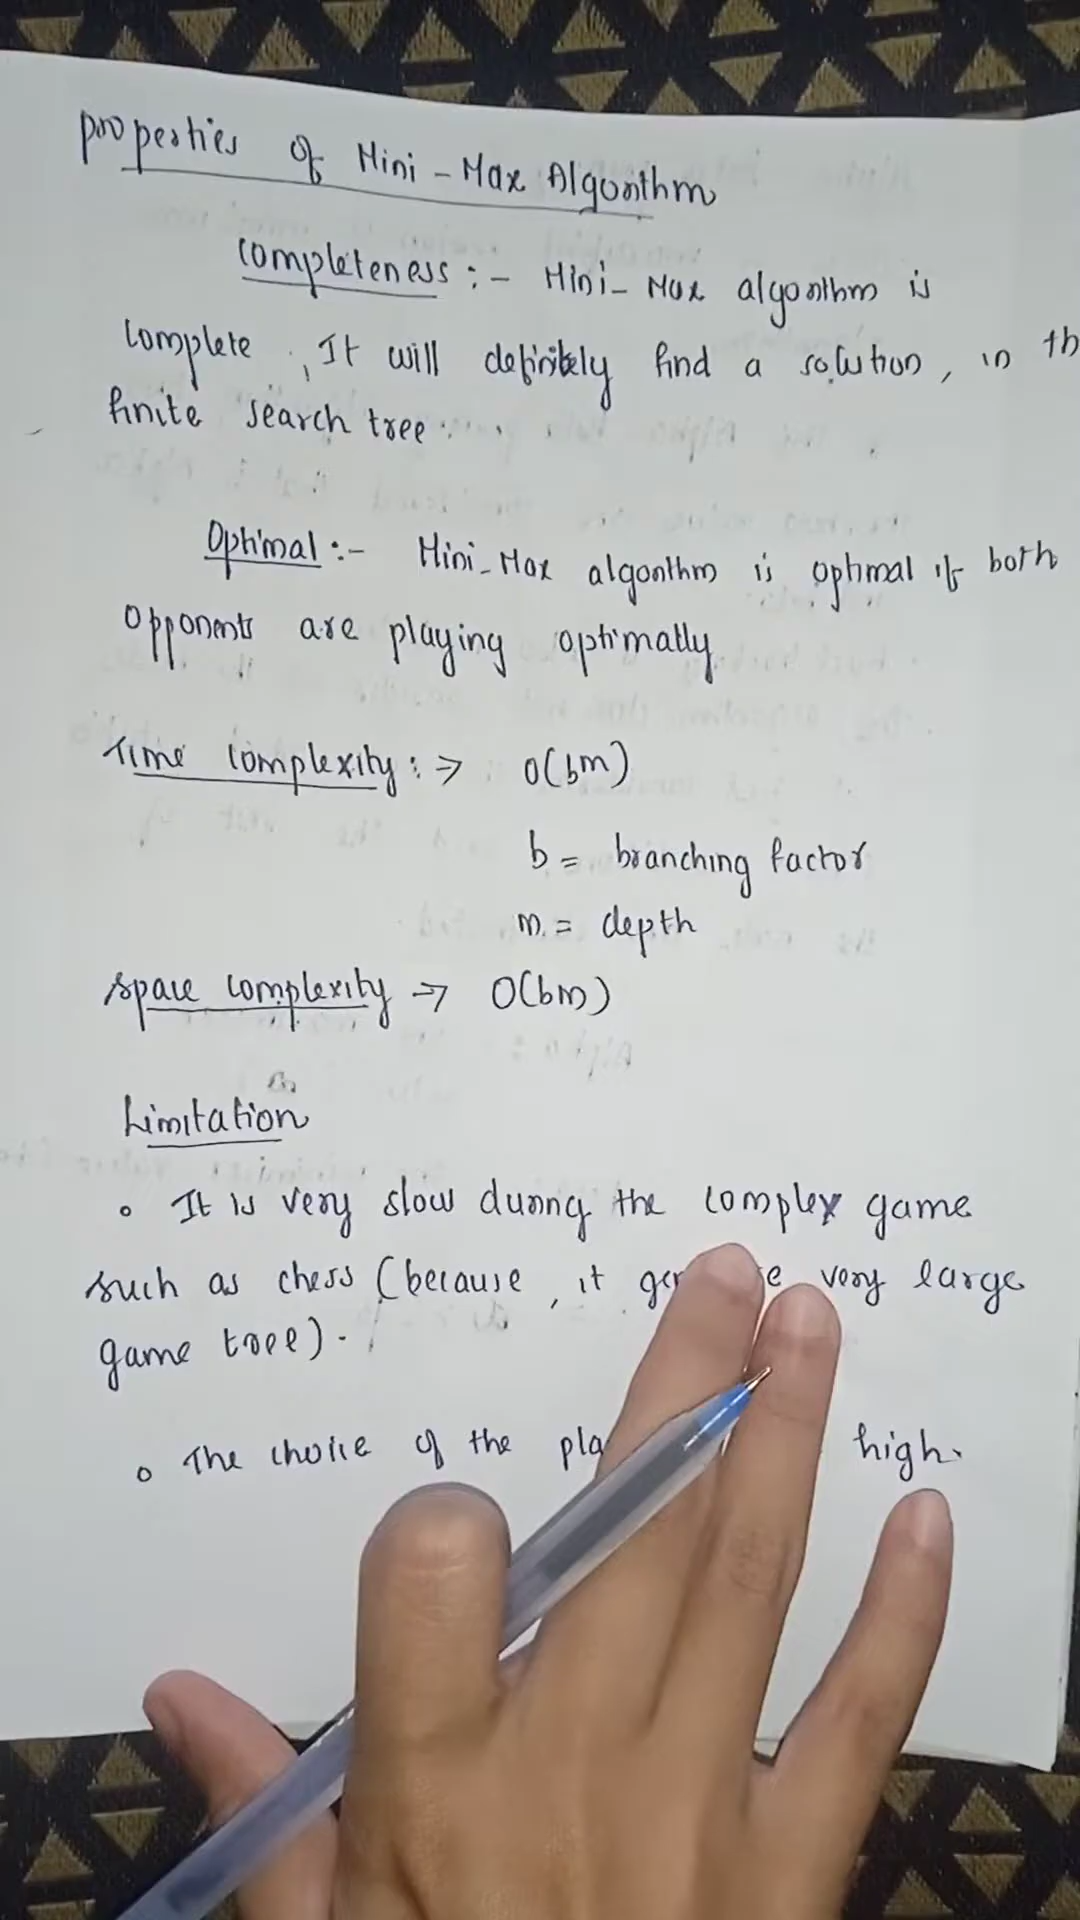 properties of Mini - Max Algorithm
completeness :- Mini - Max algorithm is
complete , It will definitely find a solution, in th
finite search tree.
Optimal :- Mini - Max algorithm is optimal if both
opponents are playing optimally
Time complexity : → O(bm)
b = branching factor
m = depth
space complexity → O(bm)
Limitation
• It is very slow during the complex game
such as chess (because , it very large
game tree).
• The choice of the high.